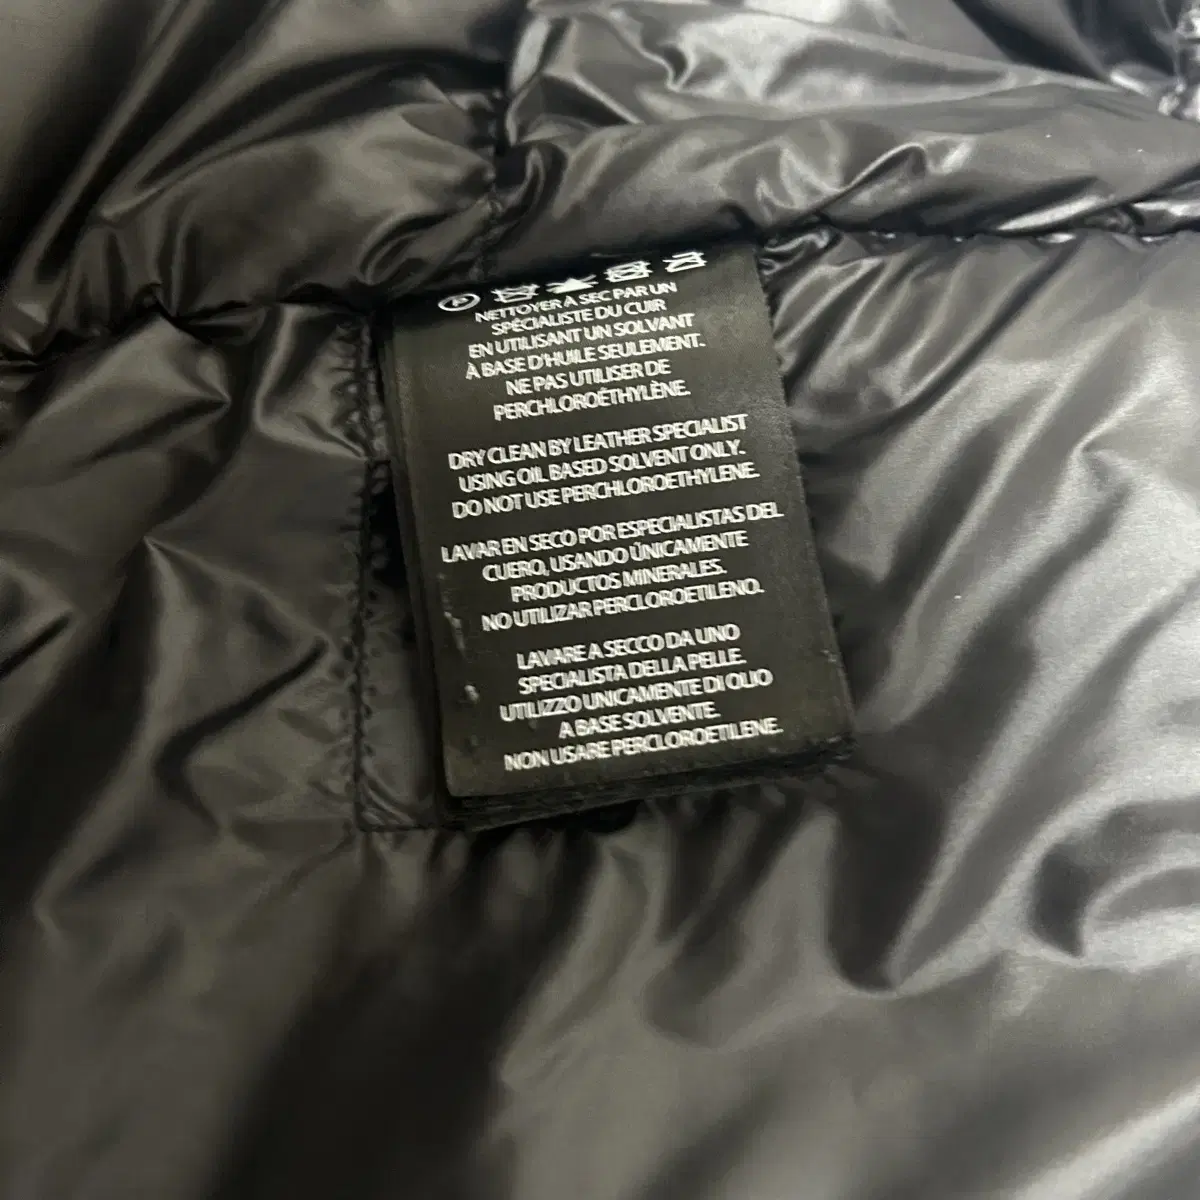 P
NETTOYER À SEC PAR UN
SPÉCIALISTE DU CUIR
EN UTILISANT UN SOLVANT
À BASE D'HUILE SEULEMENT.
NE PAS UTILISER DE
PERCHLOROÉTHYLÈNE.
DRY CLEAN BY LEATHER SPECIALIST
USING OIL BASED SOLVENT ONLY.
DO NOT USE PERCHLOROETHYLENE.
LAVAR EN SECO POR ESPECIALISTAS DEL
CUERO, USANDO ÚNICAMENTE
PRODUCTOS MINERALES.
NO UTILIZAR PERCLOROETILENO.
LAVARE A SECCO DA UNO
SPECIALISTA DELLA PELLE.
UTILIZZO UNICAMENTE DI OLIO
A BASE SOLVENTE.
NON USARE PERCLOROETILENE.